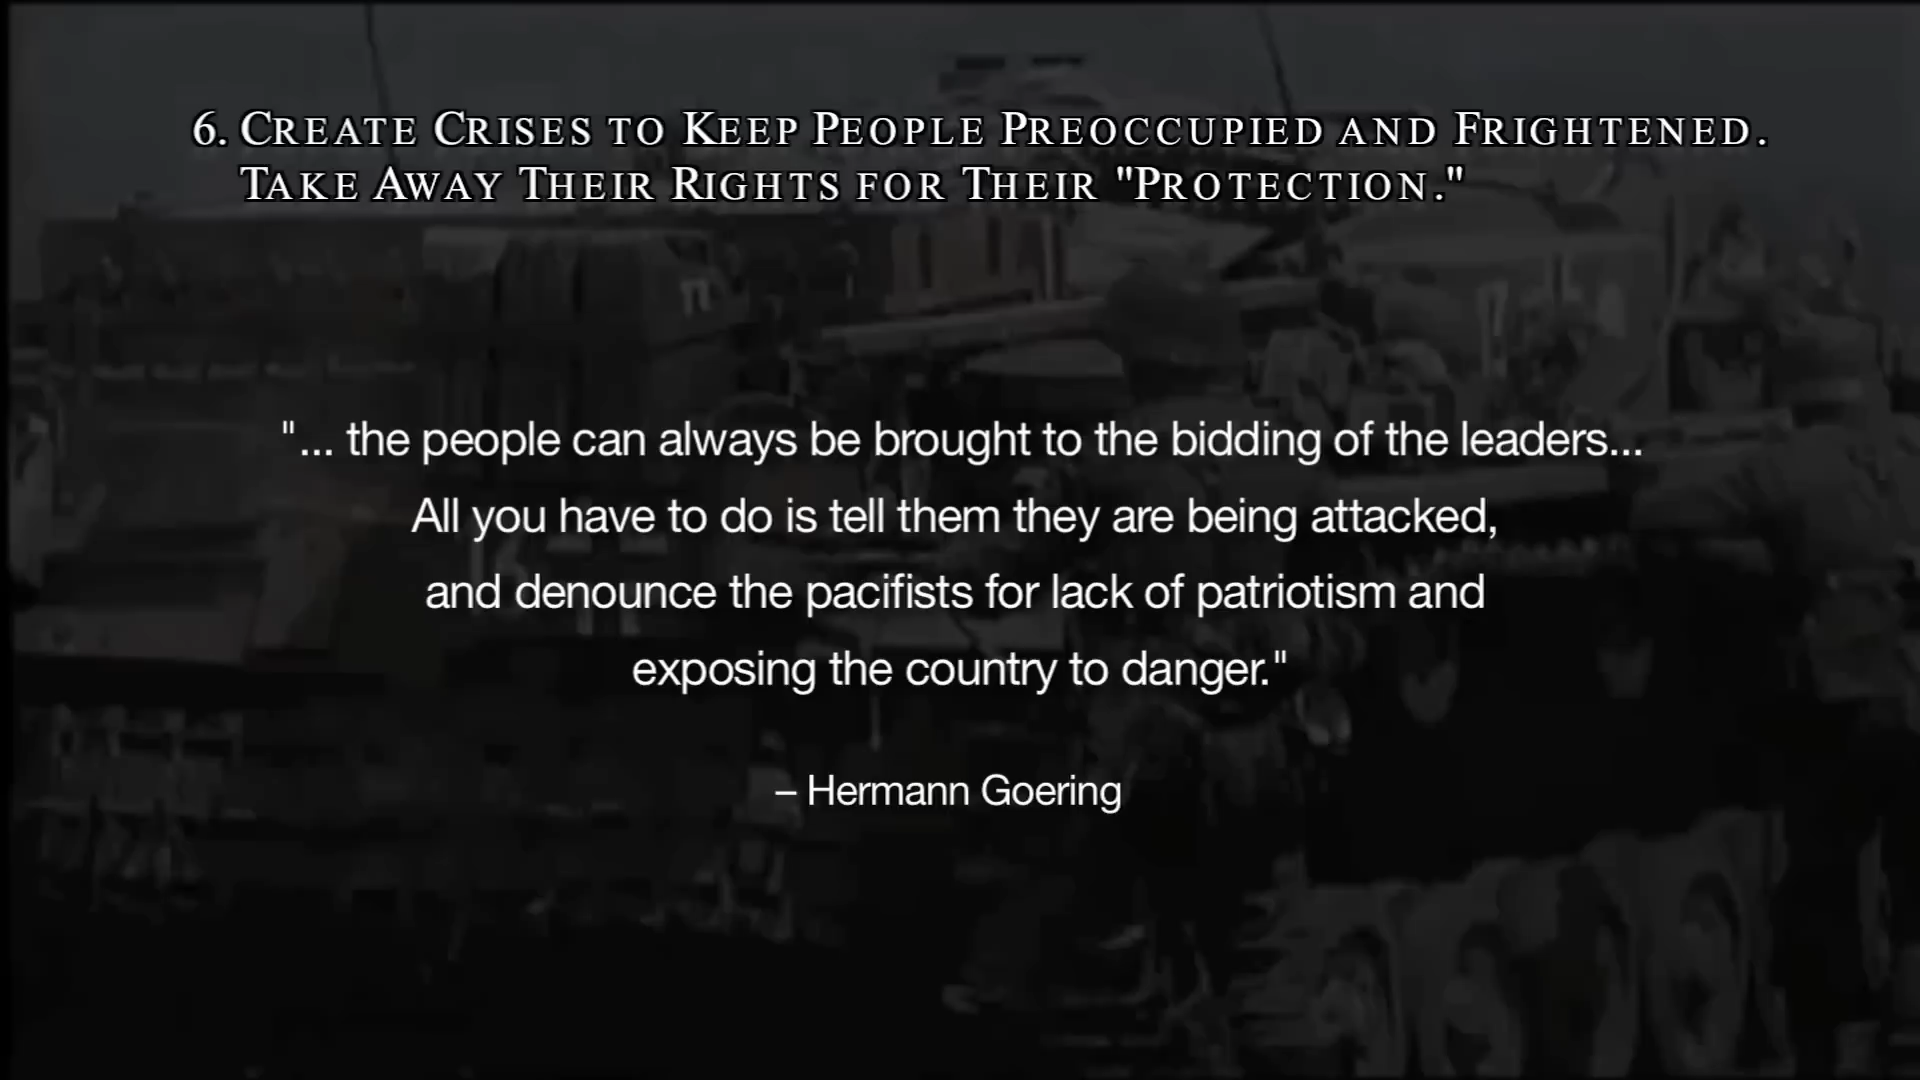 6. CREATE CRISES TO KEEP PEOPLE PREOCCUPIED AND FRIGHTENED.
TAKE AWAY THEIR RIGHTS FOR THEIR "PROTECTION."
"... the people can always be brought to the bidding of the leaders...
All you have to do is tell them they are being attacked,
and denounce the pacifists for lack of patriotism and
exposing the country to danger."
– Hermann Goering